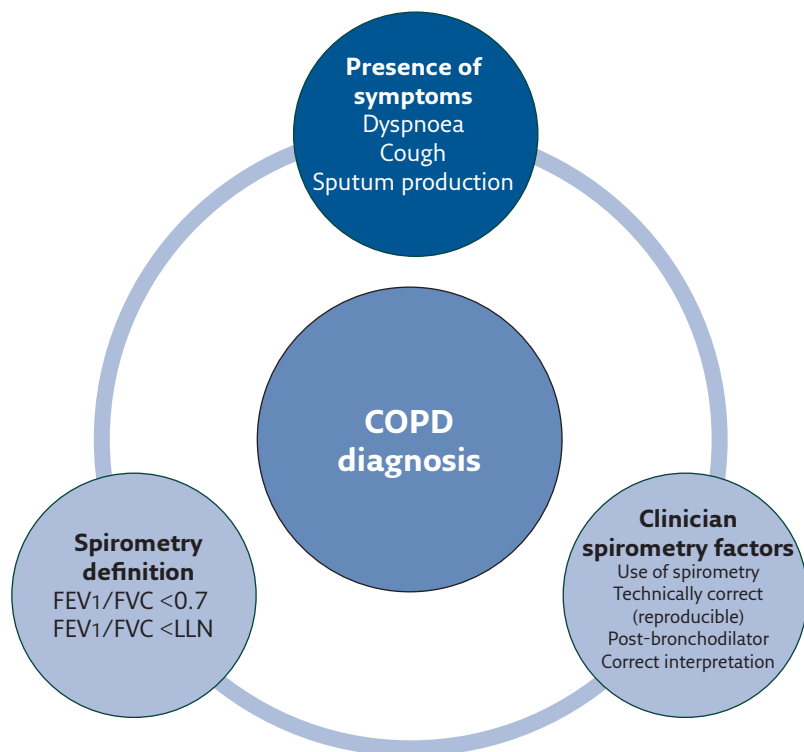 Presence of
symptoms
Dyspnoea
Cough
Sputum production
COPD
diagnosis
Spirometry
definition
FEV1/FVC <0.7
FEV1/FVC <LLN
Clinician
spirometry factors
Use of spirometry
Technically correct
(reproducible)
Post-bronchodilator
Correct interpretation